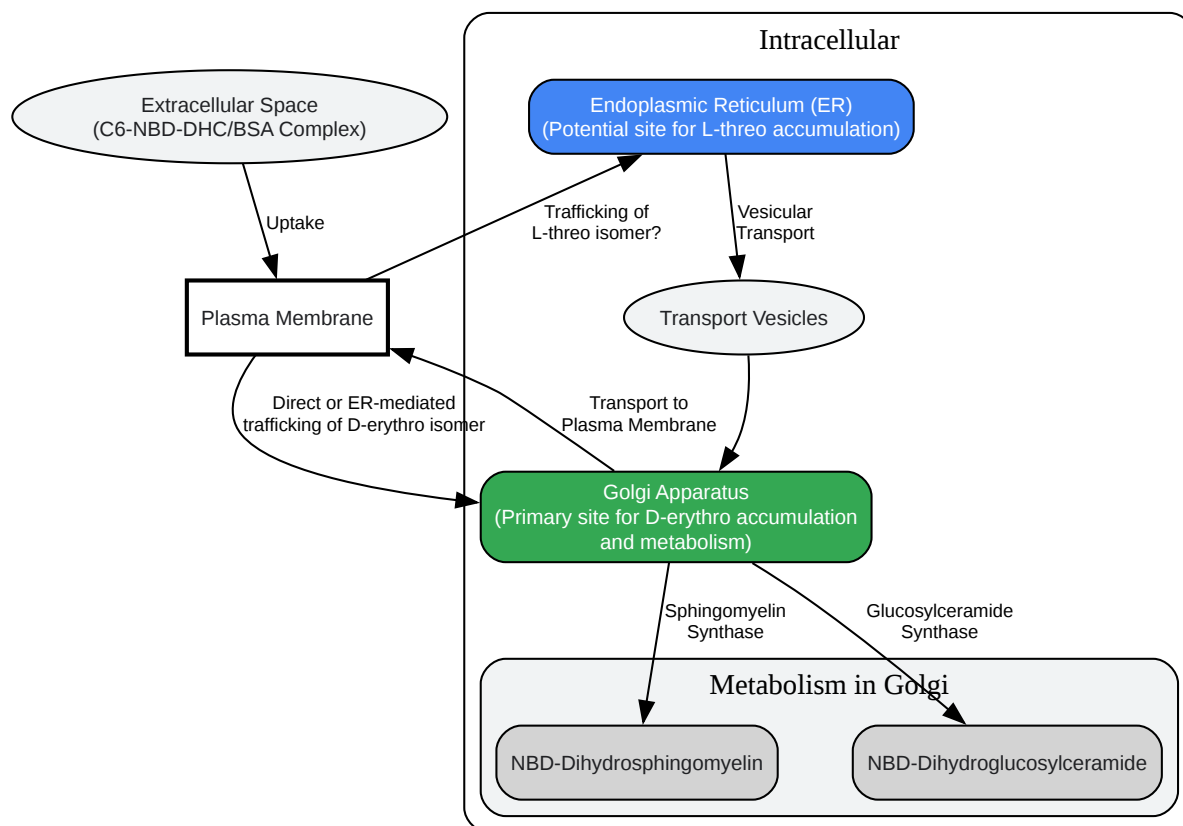 Intracellular
Extracellular Space
(C6-NBD-DHC/BSA Complex)
Endoplasmic Reticulum (ER)
(Potential site for L-threo accumulation)
Uptake
Trafficking of
L-threo isomer?
Vesicular
Transport
Plasma Membrane
Transport Vesicles
Direct or ER-mediated
trafficking of D-erythro isomer
Transport to
Plasma Membrane
Golgi Apparatus
(Primary site for D-erythro accumulation
and metabolism)
Sphingomyelin
Synthase
Glucosylceramide
Synthase
Metabolism in Golgi
NBD-Dihydrosphingomyelin
NBD-Dihydroglucosylceramide